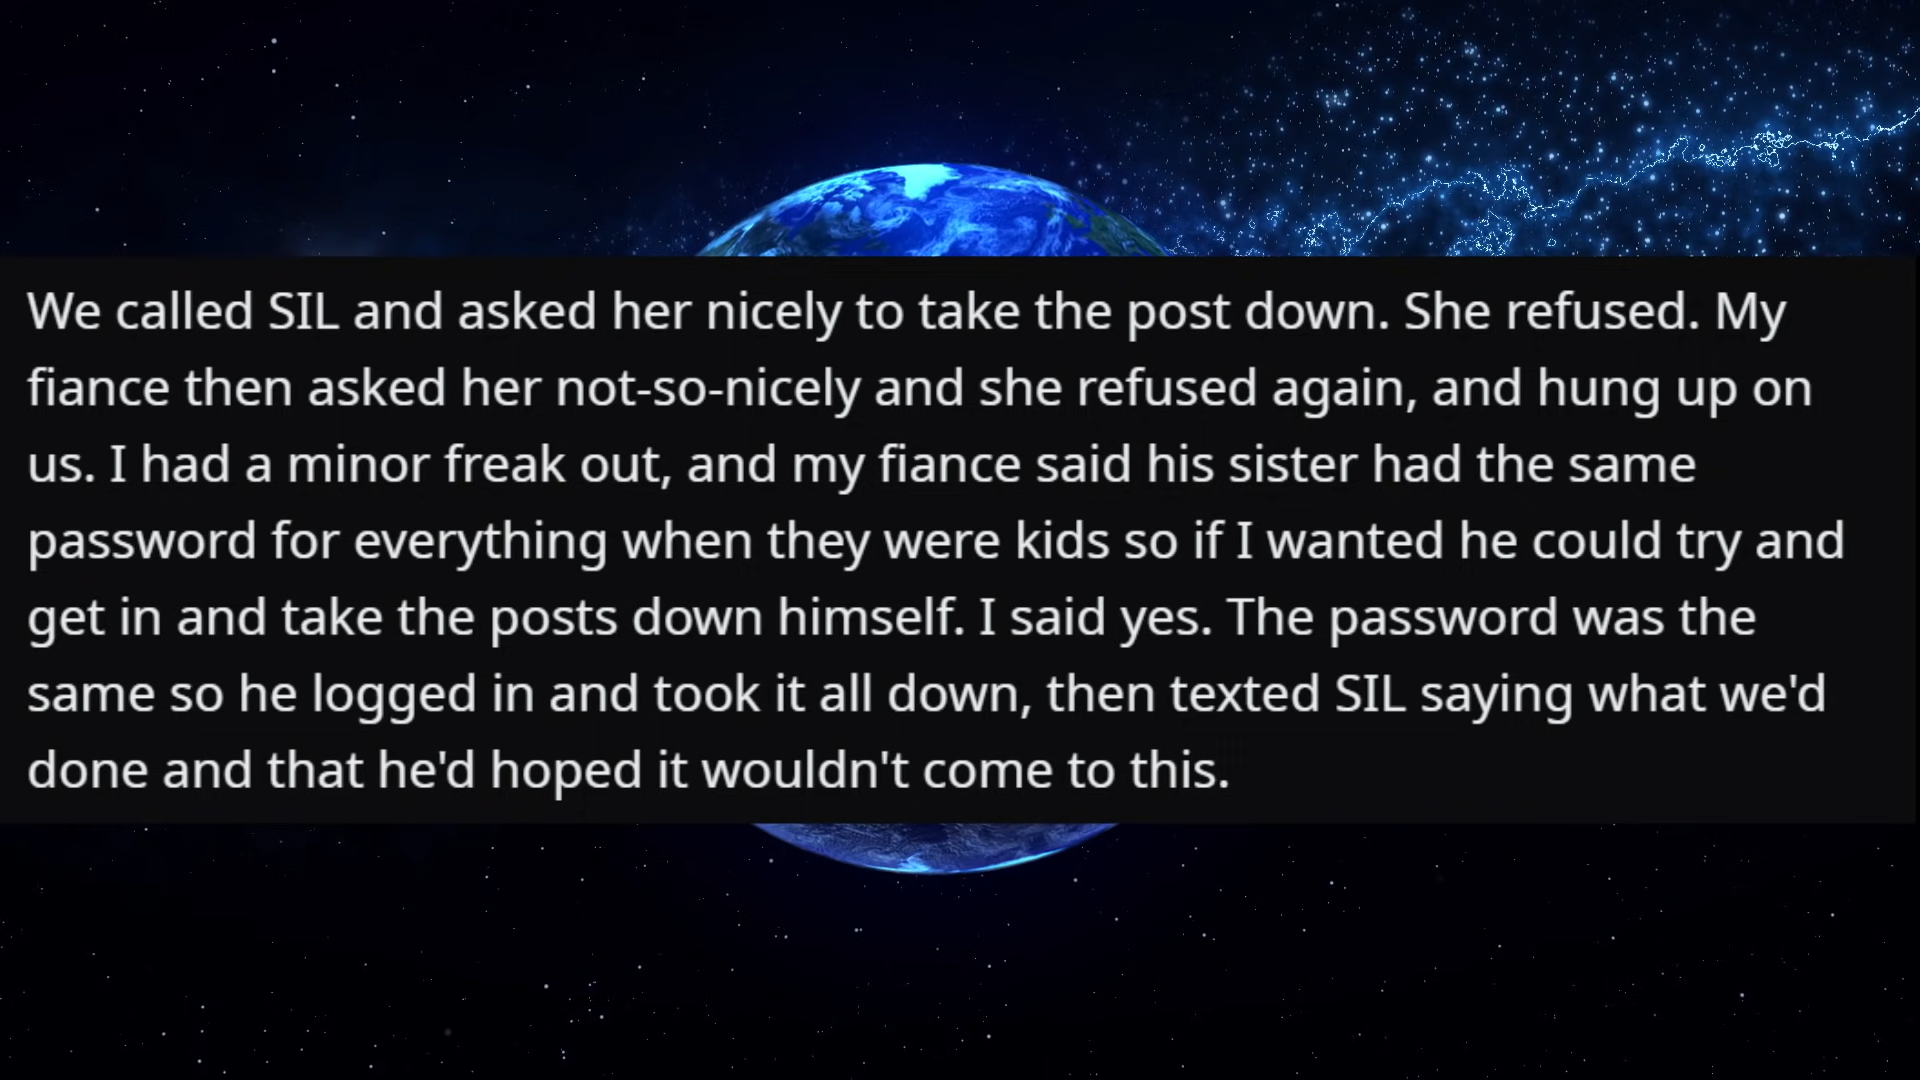 We called SIL and asked her nicely to take the post down. She refused. My
fiance then asked her not-so-nicely and she refused again, and hung up on
us. I had a minor freak out, and my fiance said his sister had the same
password for everything when they were kids so if I wanted he could try and
get in and take the posts down himself. I said yes. The password was the
same so he logged in and took it all down, then texted SIL saying what we'd
done and that he'd hoped it wouldn't come to this.